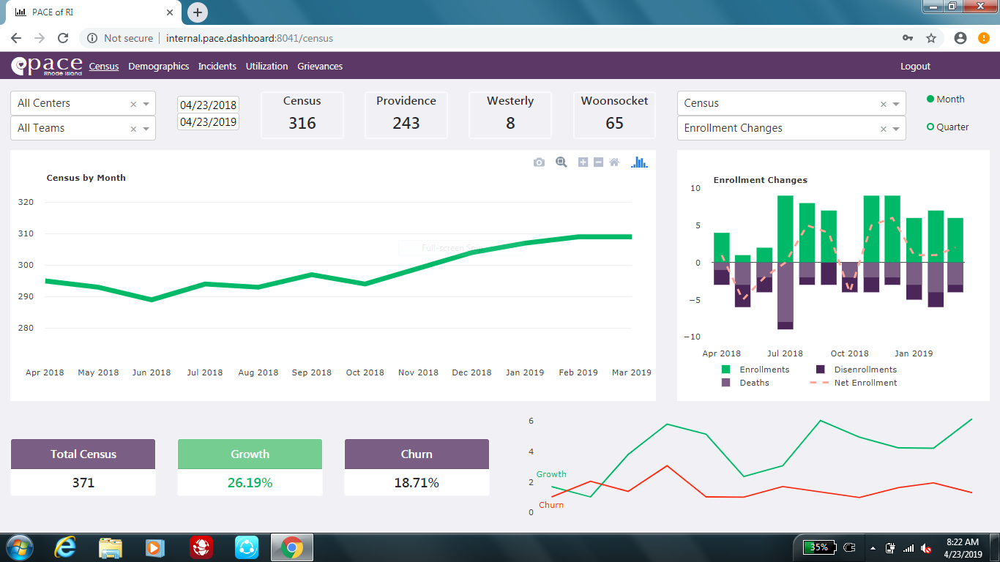 PACE of RI
Not secure
internal.pace.dashboard:8041/census
pace
Rhode Island
Census Demographics Incidents Utilization Grievances
Logout
All Centers
All Teams
04/23/2018
04/23/2019
Census
316
Providence
243
Westerly
8
Woonsocket
65
Census
Enrollment Changes
Month
Quarter
Census by Month
320
310
300
290
280
Full-screen Snip
Apr 2018 May 2018 Jun 2018 Jul 2018 Aug 2018 Sep 2018 Oct 2018 Nov 2018 Dec 2018 Jan 2019 Feb 2019 Mar 2019
Enrollment Changes
10
5
0
−5
−10
Apr 2018 Jul 2018 Oct 2018 Jan 2019
Enrollments Disenrollments
Deaths Net Enrollment
Total Census
371
Growth
26.19%
Churn
18.71%
6
4
2
0
Growth
Churn
35%
8:22 AM
4/23/2019